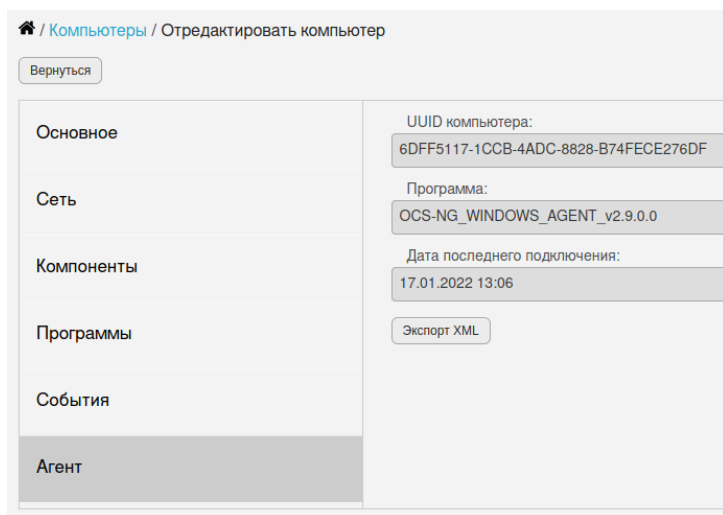 / Компьютеры / Отредактировать компьютер
Вернуться
Основное
Сеть
Компоненты
Программы
События
Агент
UUID компьютера:
6DFF5117-1CCB-4ADC-8828-B74FECE276DF
Программа:
OCS-NG_WINDOWS_AGENT_v2.9.0.0
Дата последнего подключения:
17.01.2022 13:06
Экспорт XML